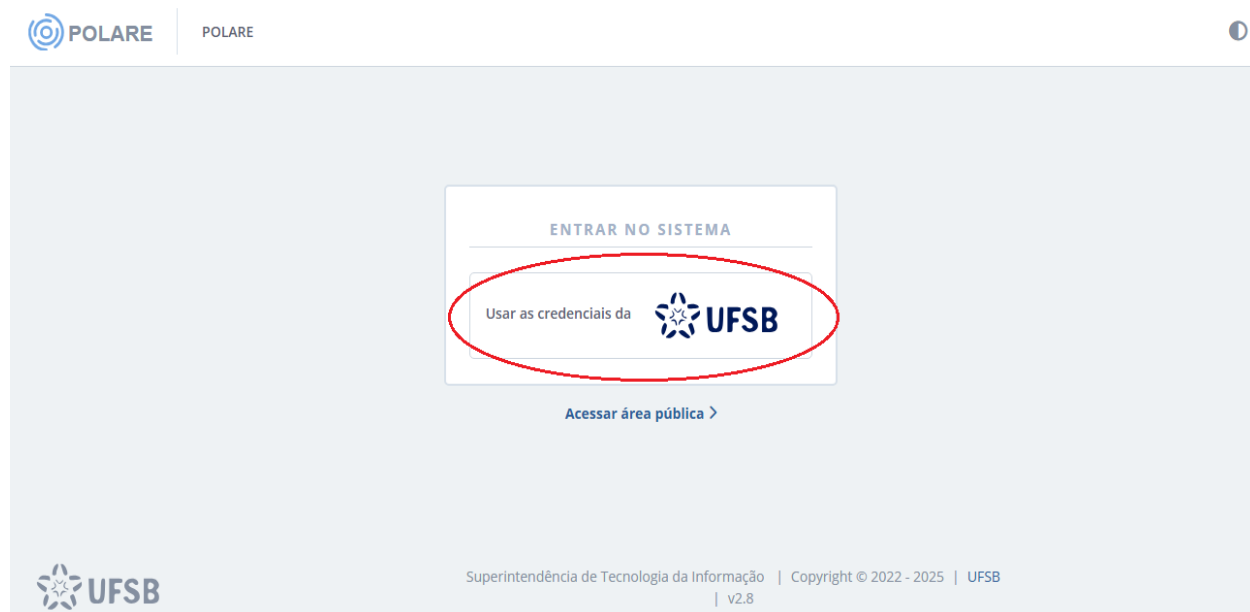 POLARE POLARE
ENTRAR NO SISTEMA
Usar as credenciais da UFSB
Acessar área pública >
UFSB
Superintendência de Tecnologia da Informação | Copyright © 2022 - 2025 | UFSB
| v2.8